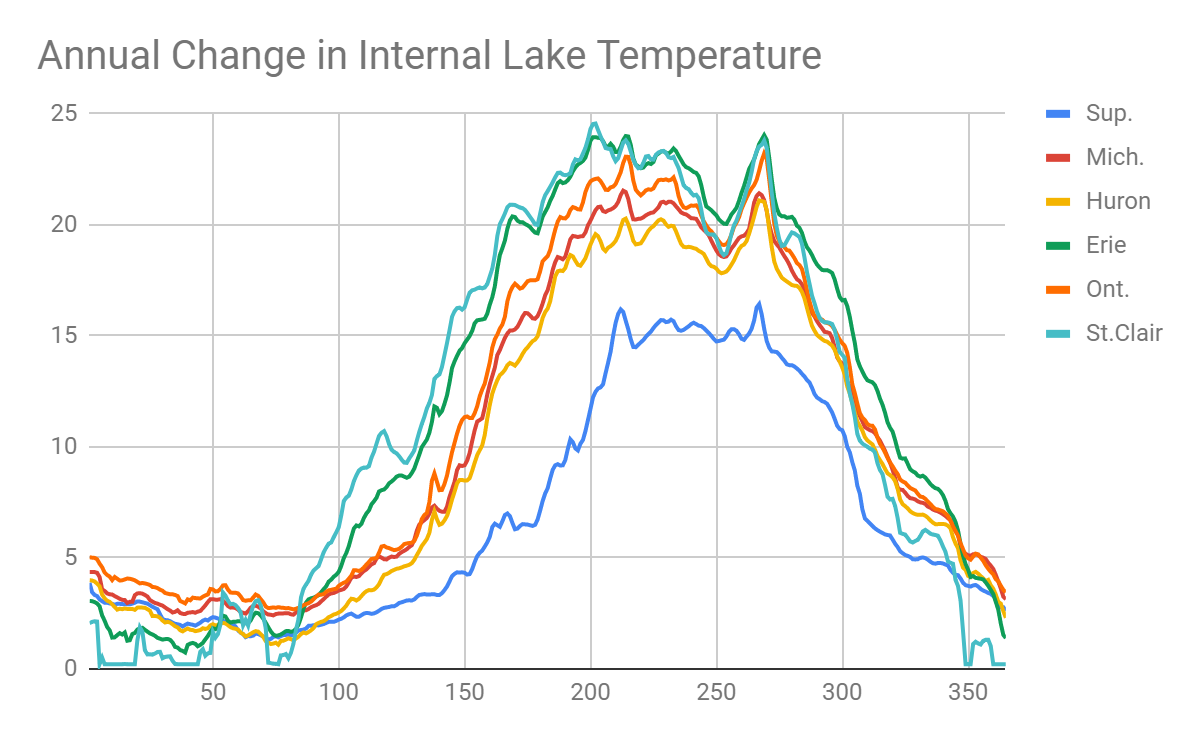 Annual Change in Internal Lake Temperature
25
20
15
10
5
0
50 100 150 200 250 300 350
Sup.
Mich.
Huron
Erie
Ont.
St.Clair